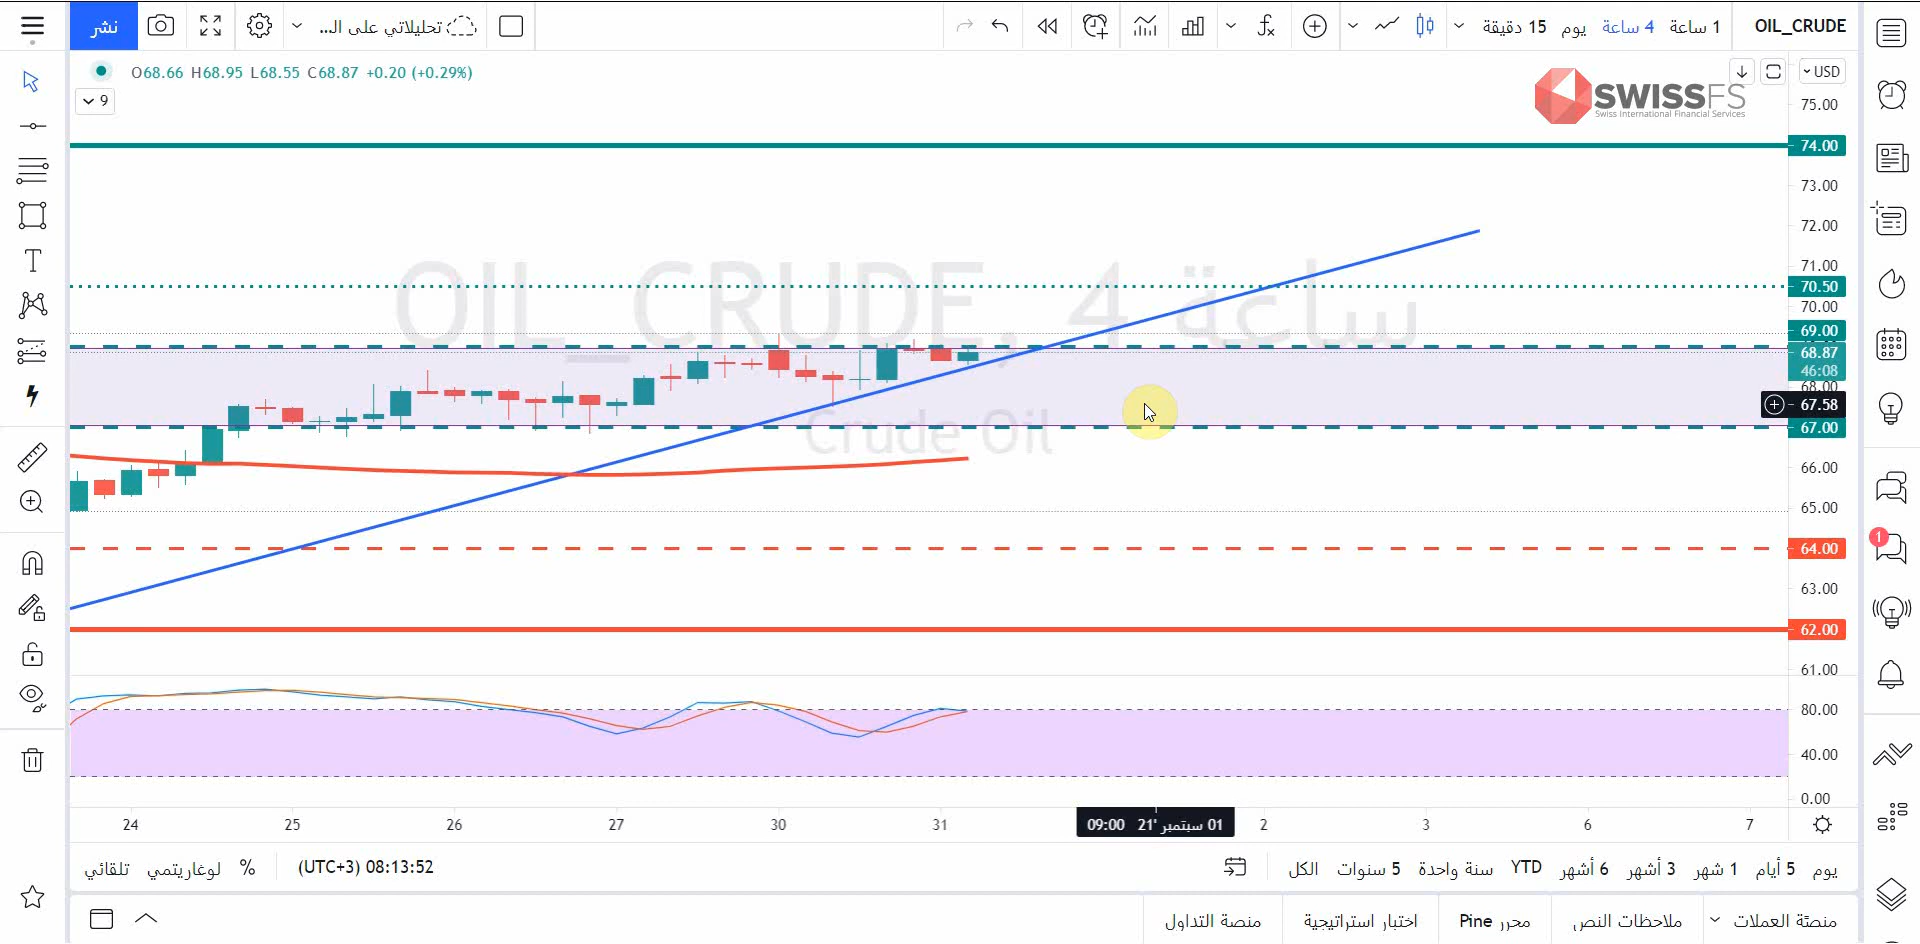 نشر
تحليلاتي على الـ...
15 دقيقة
يوم
4 ساعة
1 ساعة
OIL_CRUDE
O68.66 H68.95 L68.55 C68.87 +0.20 (+0.29%)
9
SWISSFS
Swiss International Financial Services
USD
OIL_CRUDE, 4 ساعة
Crude Oil
75.00
74.00
73.00
72.00
71.00
70.50
70.00
69.00
68.87
46:08
68.00
67.58
67.00
66.00
65.00
64.00
63.00
62.00
61.00
80.00
40.00
0.00
1
24 25 26 27 30 31 01 سبتمبر '21 09:00 2 3 6 7
تلقائي لوغاريتمي % (UTC+3) 08:13:52
يوم 5 أيام 1 شهر 3 أشهر 6 أشهر YTD سنة واحدة 5 سنوات الكل
منصّة العملات ملاحظات النص محرر Pine اختبار استراتيجية منصة التداول